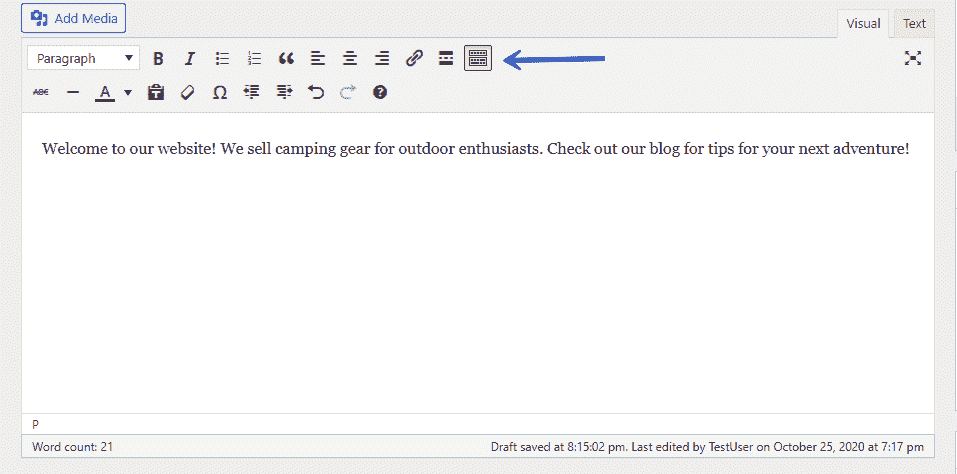 Add Media
Visual Text
Paragraph B I
ABC A Ω ?
Welcome to our website! We sell camping gear for outdoor enthusiasts. Check out our blog for tips for your next adventure!
P
Word count: 21 Draft saved at 8:15:02 pm. Last edited by TestUser on October 25, 2020 at 7:17 pm